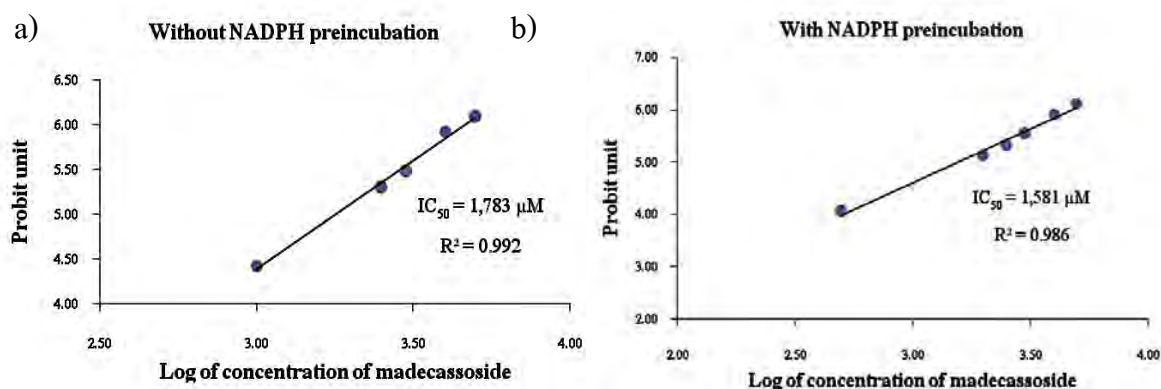 a)
Without NADPH preincubation
6.50
6.00
5.50
5.00
4.50
4.00
Probit unit
IC₅₀ = 1,783 µM
R² = 0.992
2.50 3.00 3.50 4.00
Log of concentration of madecassoside
b)
With NADPH preincubation
7.00
6.00
5.00
4.00
3.00
2.00
Probit unit
IC₅₀ = 1,581 µM
R² = 0.986
2.00 2.50 3.00 3.50 4.00
Log of concentration of madecassoside